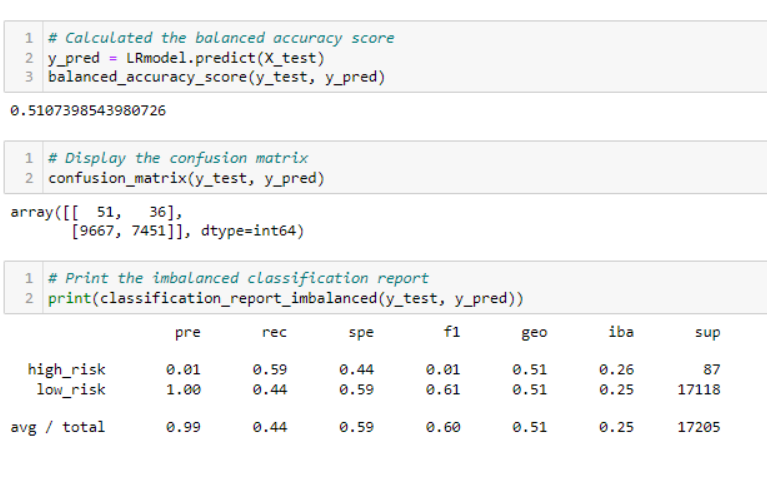 1 # Calculated the balanced accuracy score
2 y_pred = LRmodel.predict(X_test)
3 balanced_accuracy_score(y_test, y_pred)
0.5107398543980726
1 # Display the confusion matrix
2 confusion_matrix(y_test, y_pred)
array([[  51,   36],
       [9667, 7451]], dtype=int64)
1 # Print the imbalanced classification report
2 print(classification_report_imbalanced(y_test, y_pred))
pre rec spe f1 geo iba sup
high_risk 0.01 0.59 0.44 0.01 0.51 0.26 87
low_risk 1.00 0.44 0.59 0.61 0.51 0.25 17118
avg / total 0.99 0.44 0.59 0.60 0.51 0.25 17205